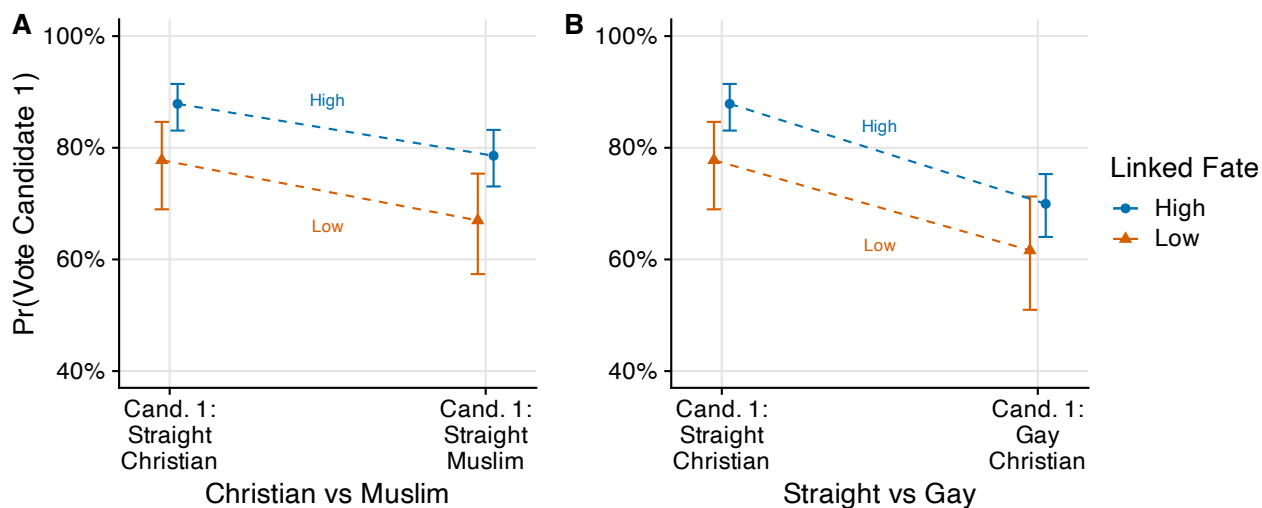 A
100%
80%
60%
40%
Pr(Vote Candidate 1)
High
Low
Cand. 1:
Straight
Christian
Cand. 1:
Straight
Muslim
Christian vs Muslim
B
100%
80%
60%
40%
High
Low
Cand. 1:
Straight
Christian
Cand. 1:
Gay
Christian
Straight vs Gay
Linked Fate
High
Low